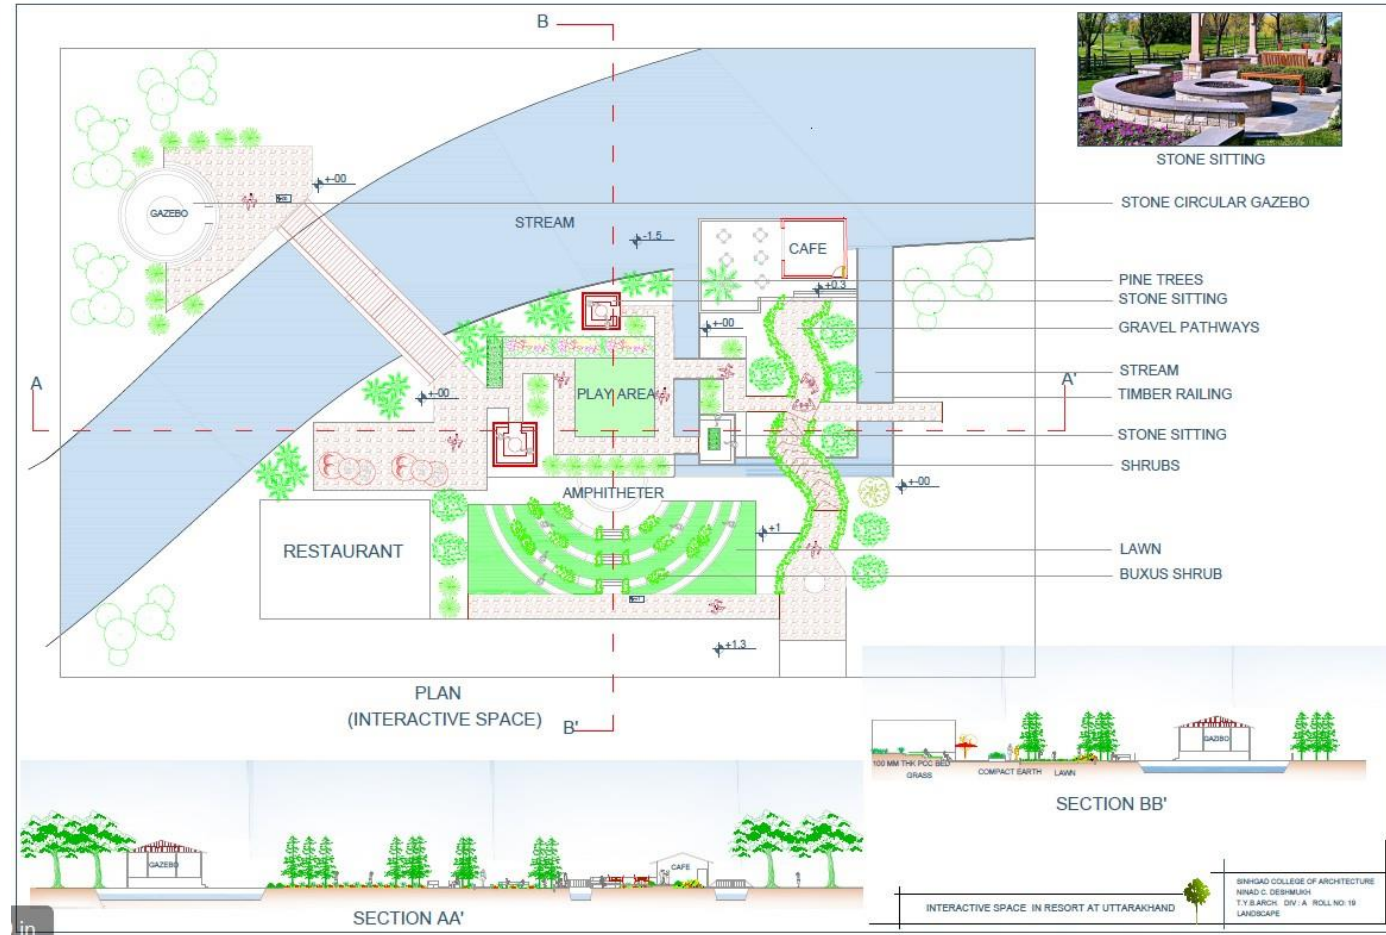 B
STONE SITTING
+-00
GAZEBO
STONE CIRCULAR GAZEBO
STREAM
-1.5
CAFE
PINE TREES
+0.3
STONE SITTING
+-00
GRAVEL PATHWAYS
STREAM
A
A'
PLAY AREA
TIMBER RAILING
+-00
STONE SITTING
SHRUBS
+-00
AMPHITHETER
+1
RESTAURANT
LAWN
BUXUS SHRUB
+1.3
PLAN
(INTERACTIVE SPACE)
B'
GAZIBO
100 MM THK PCC BED
GRASS
COMPACT EARTH
LAWN
SECTION BB'
GAZEBO
CAFE
SECTION AA'
INTERACTIVE SPACE IN RESORT AT UTTARAKHAND
SINHGAD COLLEGE OF ARCHITECTURE
NINAD C. DESHMUKH
T.Y.B.ARCH. DIV : A ROLL NO: 19
LANDSCAPE
in